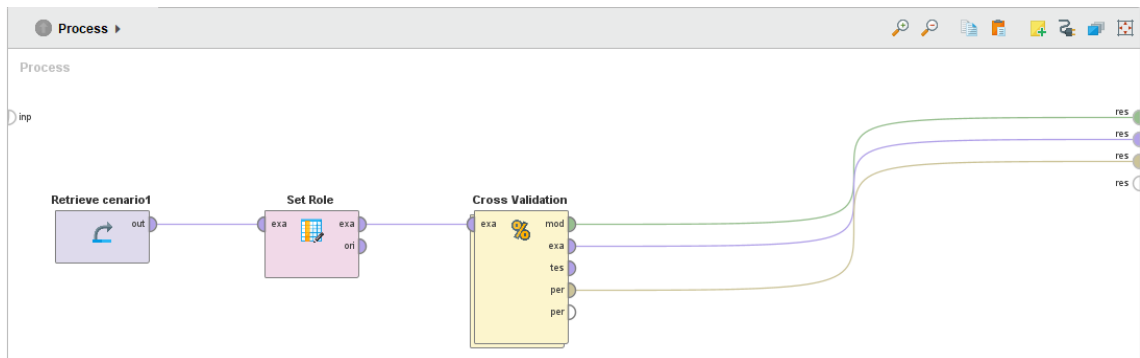 Process
Process
inp
res
res
res
res
Retrieve cenario1
out
Set Role
exa
exa
ori
Cross Validation
exa
%
mod
exa
tes
per
per